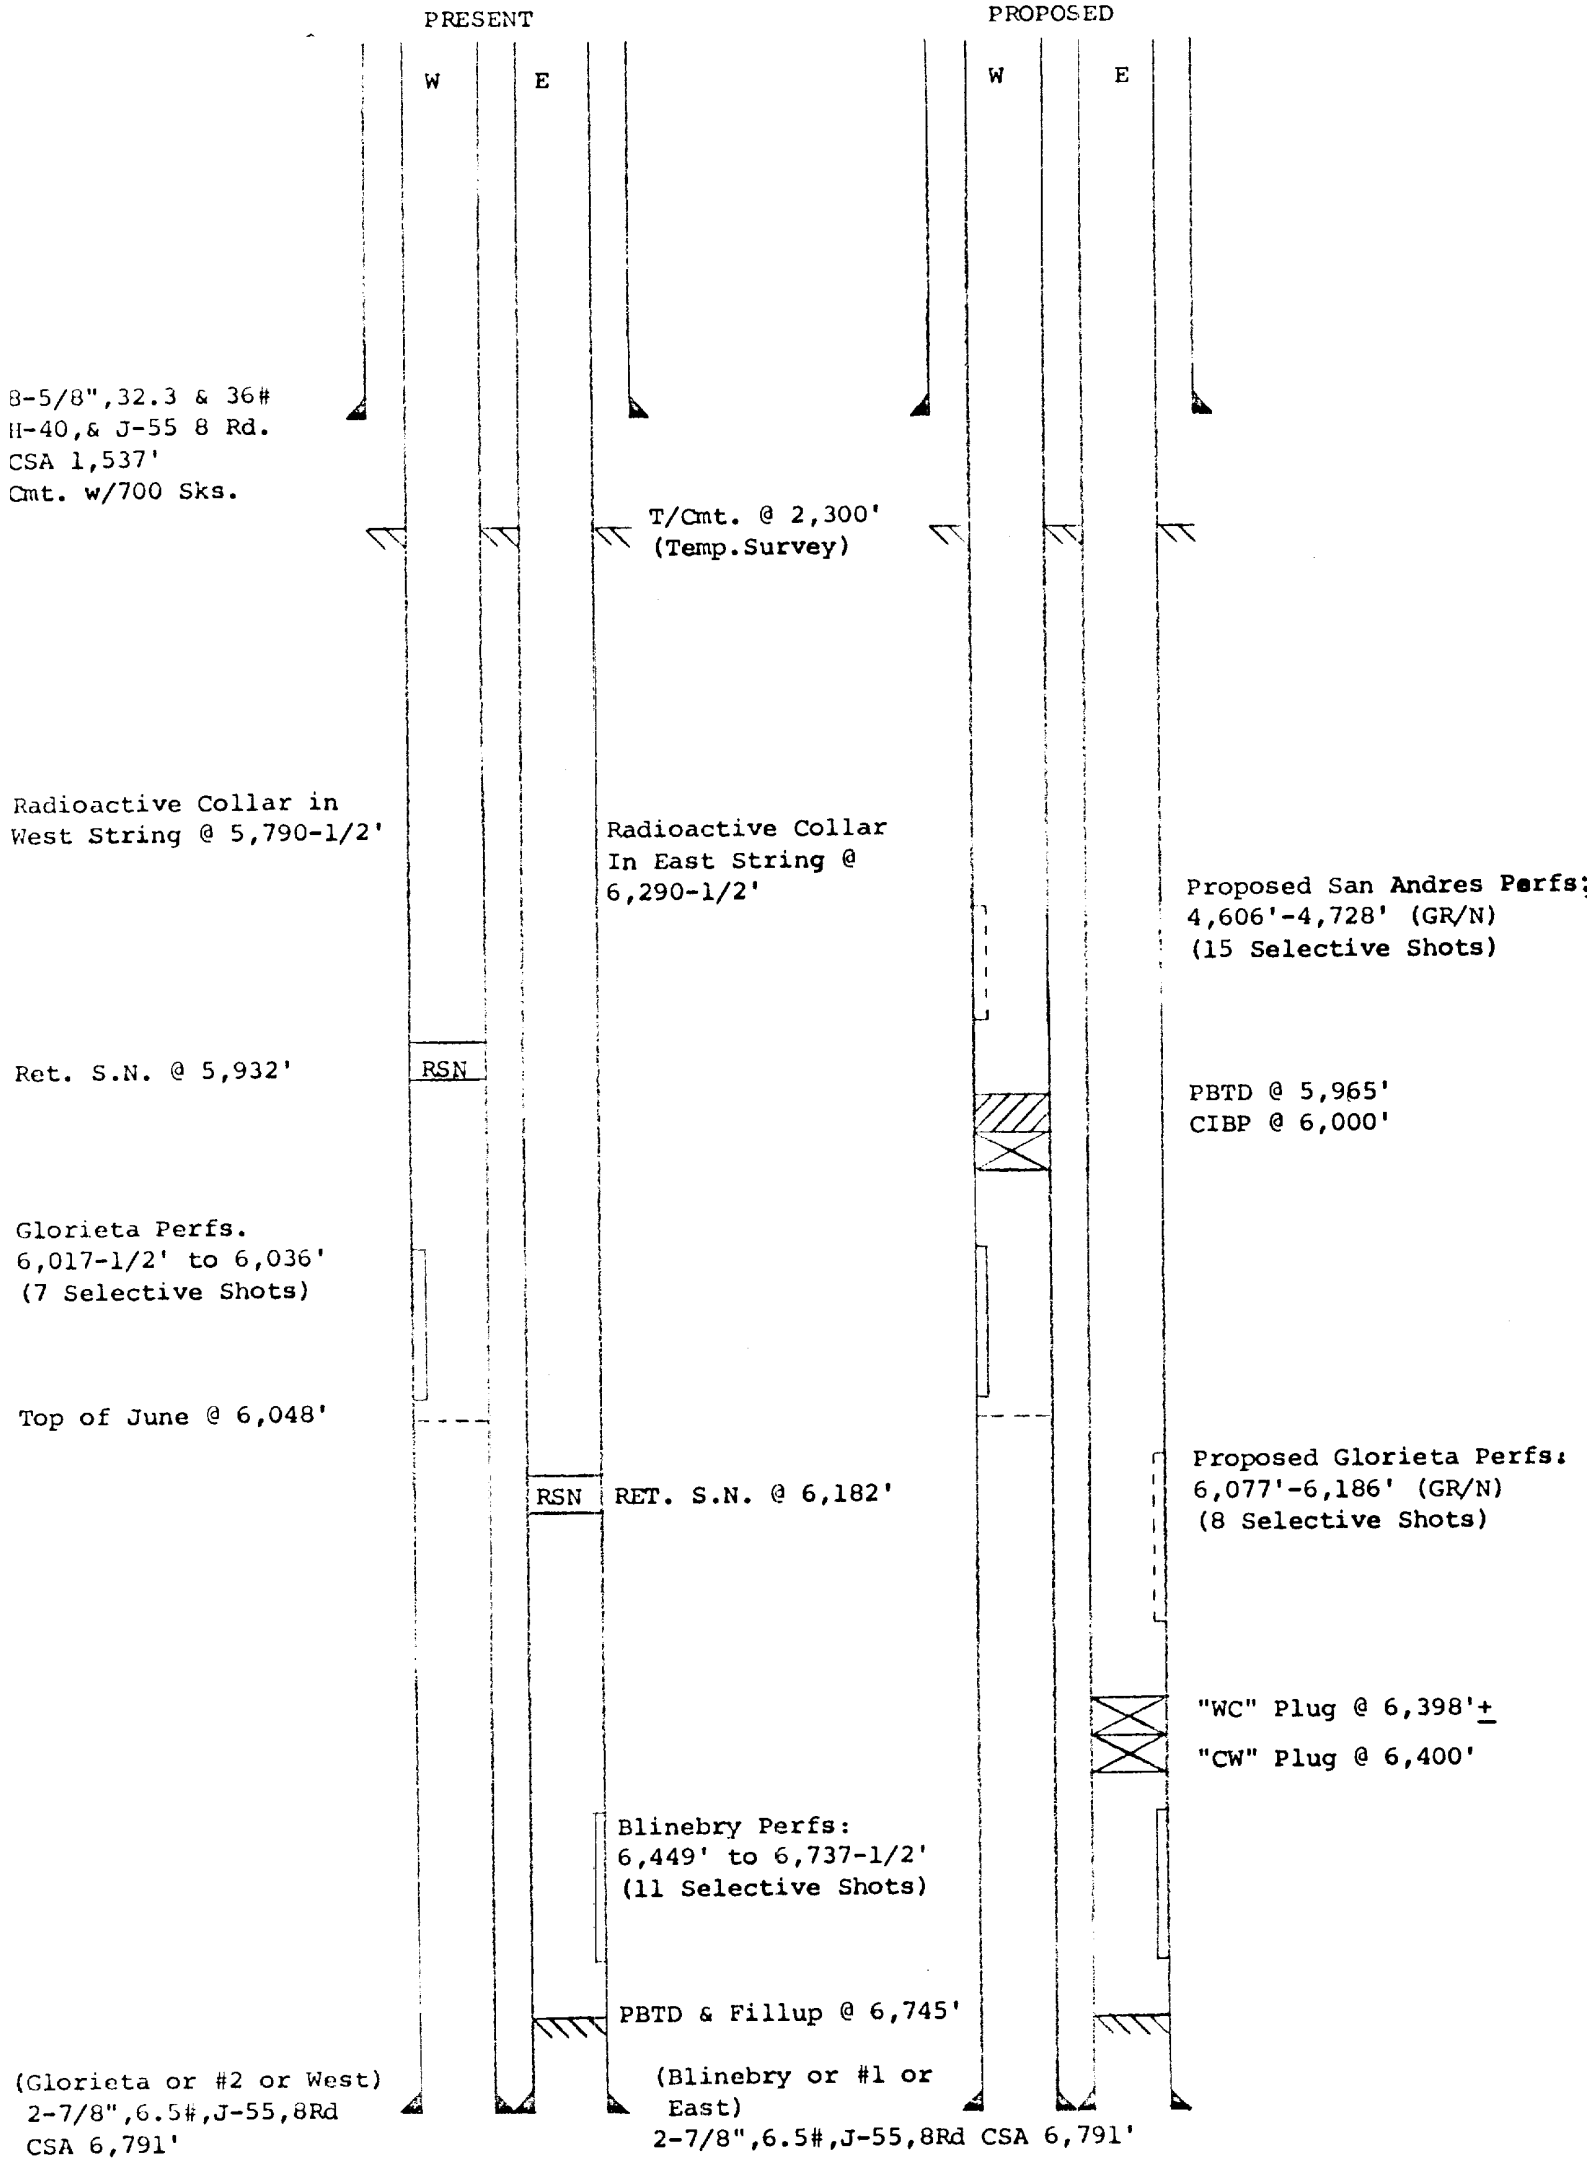 PRESENT
PROPOSED
W
E
W
E
8-5/8",32.3 & 36#
H-40,& J-55 8 Rd.
CSA 1,537'
Cmt. w/700 Sks.
T/Cmt. @ 2,300'
(Temp.Survey)
Radioactive Collar in
West String @ 5,790-1/2'
Radioactive Collar
In East String @
6,290-1/2'
Proposed San Andres Perfs:
4,606'-4,728' (GR/N)
(15 Selective Shots)
Ret. S.N. @ 5,932'
RSN
PBTD @ 5,965'
CIBP @ 6,000'
Glorieta Perfs.
6,017-1/2' to 6,036'
(7 Selective Shots)
Top of June @ 6,048'
Proposed Glorieta Perfs:
6,077'-6,186' (GR/N)
(8 Selective Shots)
RSN
RET. S.N. @ 6,182'
"WC" Plug @ 6,398'±
"CW" Plug @ 6,400'
Blinebry Perfs:
6,449' to 6,737-1/2'
(11 Selective Shots)
PBTD & Fillup @ 6,745'
(Glorieta or #2 or West)
2-7/8",6.5#,J-55,8Rd
CSA 6,791'
(Blinebry or #1 or
East)
2-7/8",6.5#,J-55,8Rd CSA 6,791'